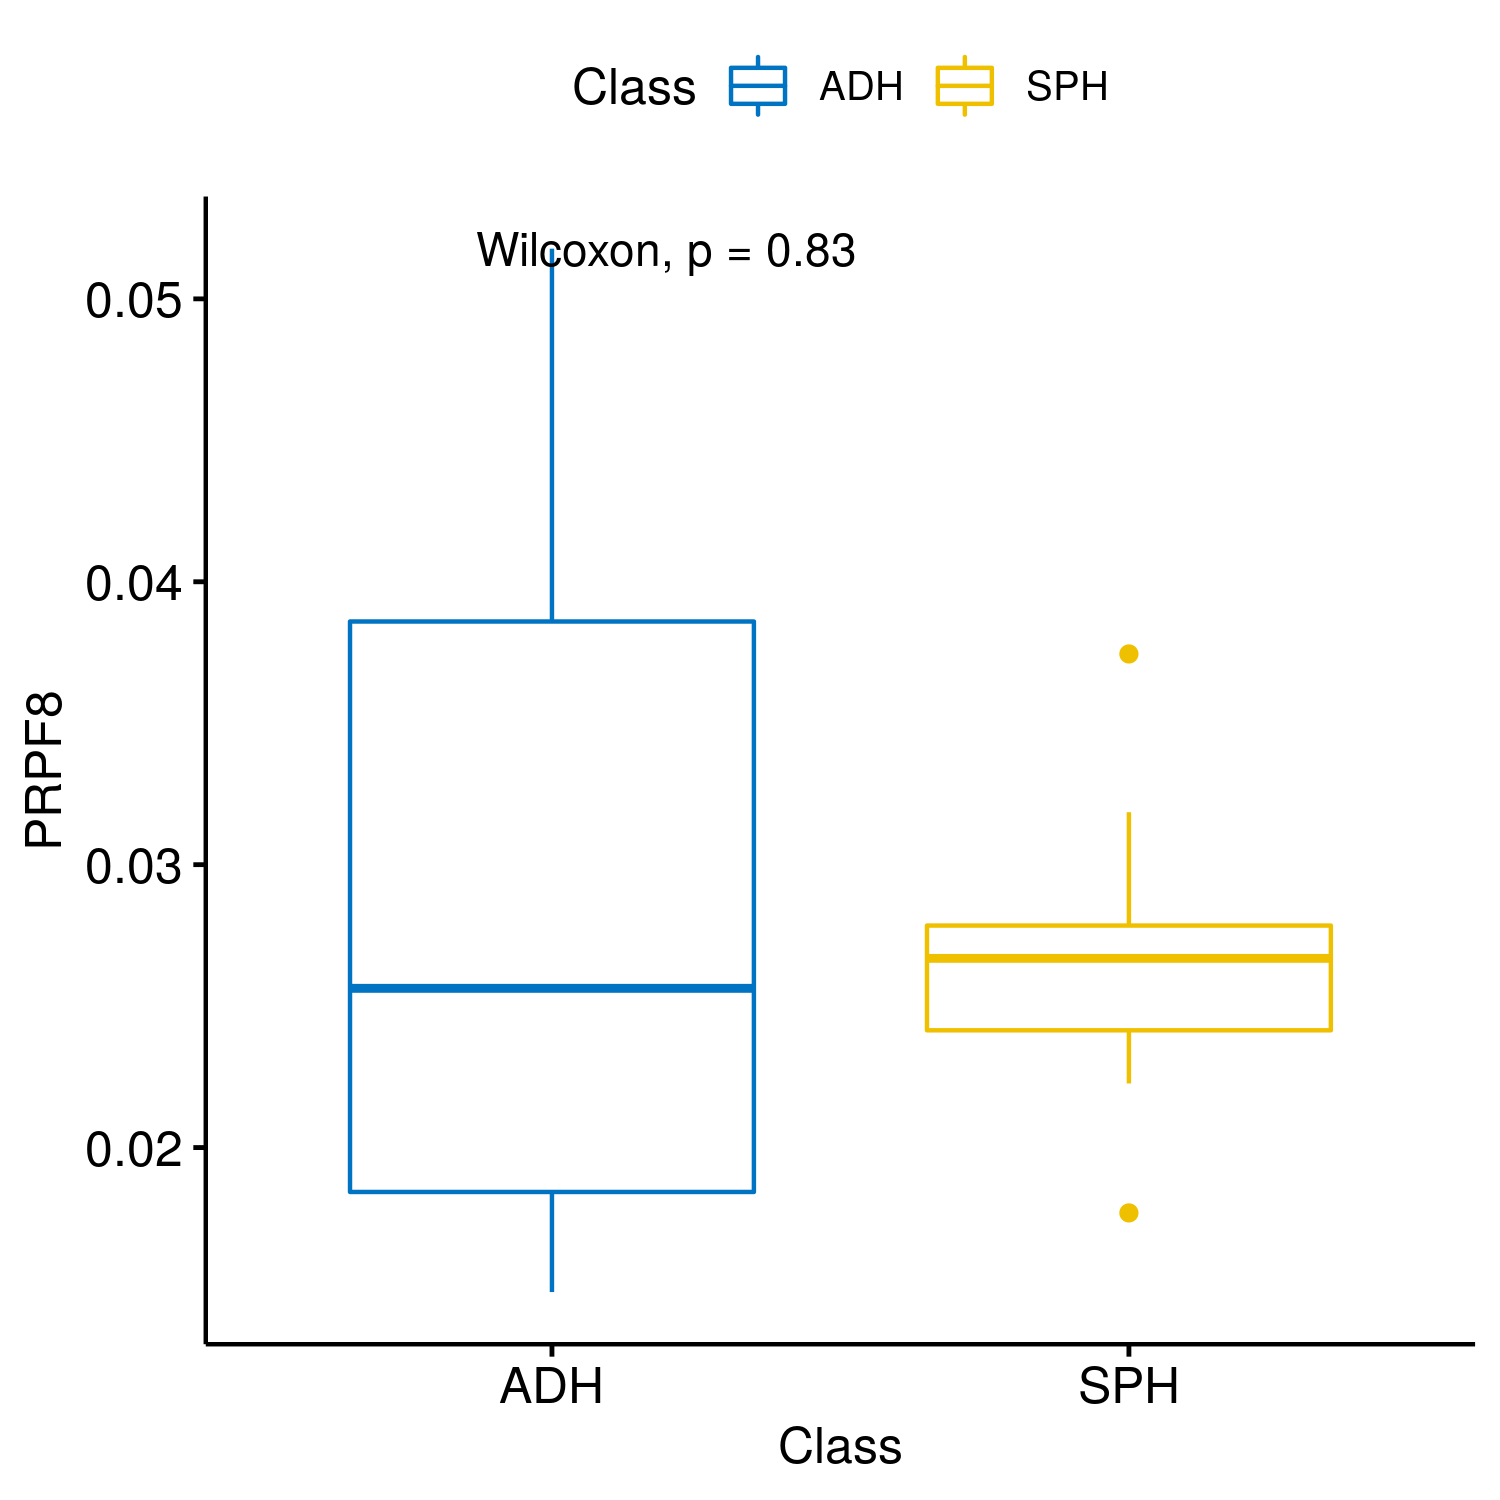 Class ADH SPH
Wilcoxon, p = 0.83
0.05
0.04
0.03
0.02
PRPF8
ADH SPH
Class